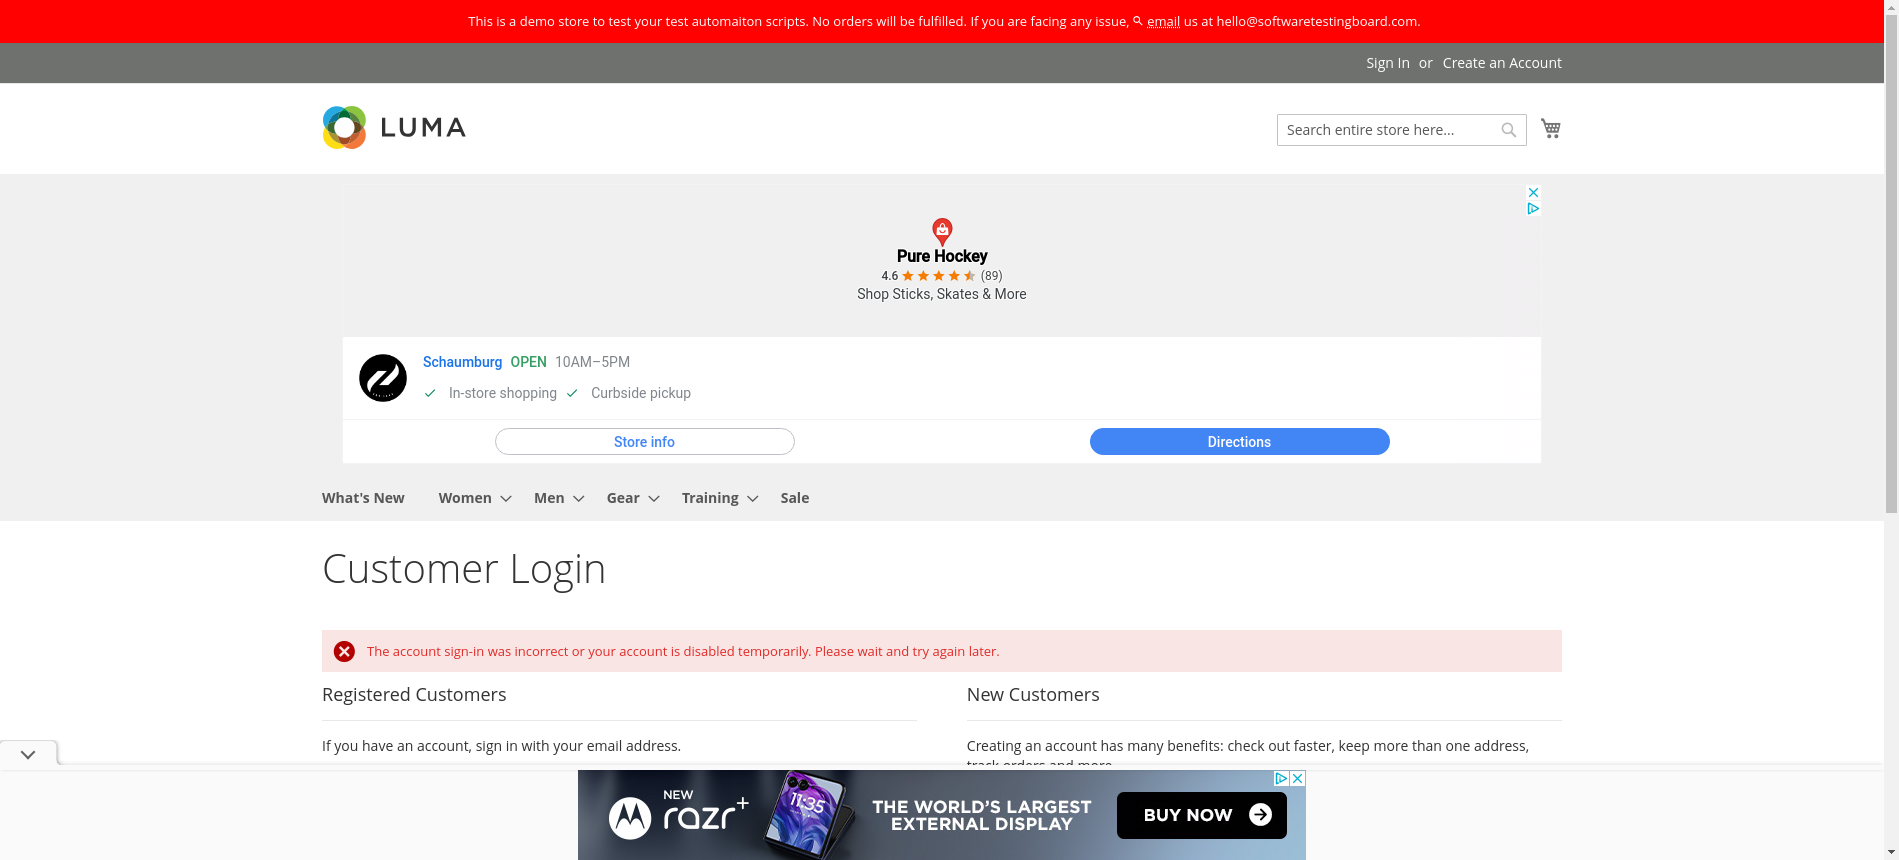 This is a demo store to test your test automaiton scripts. No orders will be fulfilled. If you are facing any issue, email us at hello@softwaretestingboard.com.
Sign In or Create an Account
LUMA
Search entire store here...
Pure Hockey
4.6 (89)
Shop Sticks, Skates & More
Schaumburg OPEN 10AM–5PM
In-store shopping Curbside pickup
Store info
Directions
What's New Women Men Gear Training Sale
Customer Login
The account sign-in was incorrect or your account is disabled temporarily. Please wait and try again later.
Registered Customers
If you have an account, sign in with your email address.
New Customers
Creating an account has many benefits: check out faster, keep more than one address,
track orders and more.
NEW
razr+
11:35
THE WORLD'S LARGEST
EXTERNAL DISPLAY
BUY NOW